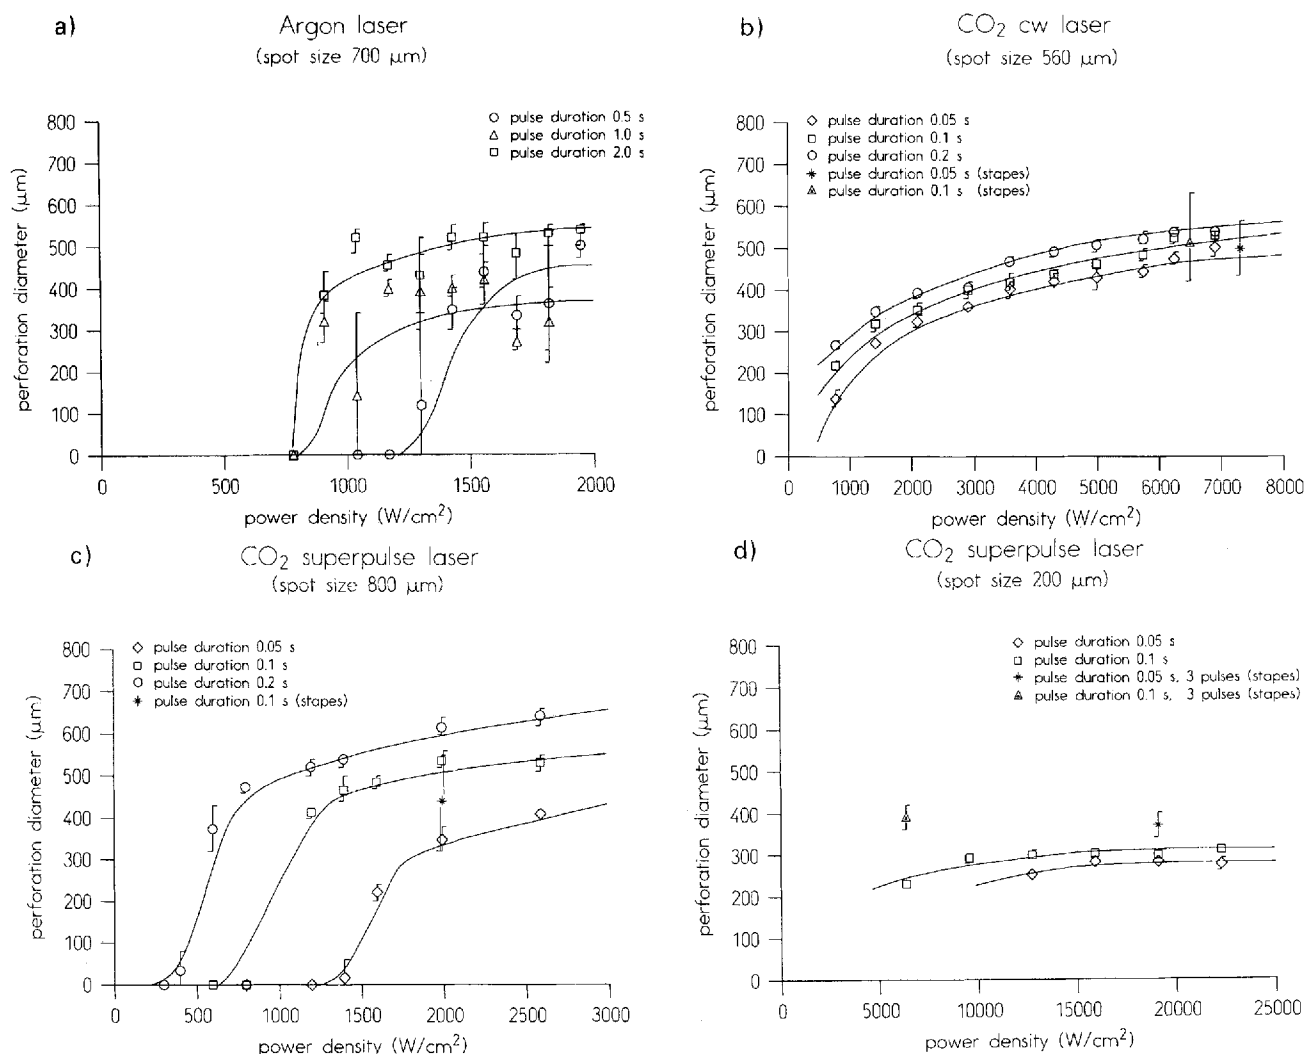 a)
Argon laser
(spot size 700 μm)
○ pulse duration 0.5 s
△ pulse duration 1.0 s
□ pulse duration 2.0 s
perforation diameter (μm)
800
700
600
500
400
300
200
100
0
0 500 1000 1500 2000
power density (W/cm²)
b)
CO₂ cw laser
(spot size 560 μm)
◇ pulse duration 0.05 s
□ pulse duration 0.1 s
○ pulse duration 0.2 s
* pulse duration 0.05 s (stapes)
△ pulse duration 0.1 s (stapes)
perforation diameter (μm)
800
700
600
500
400
300
200
100
0
0 1000 2000 3000 4000 5000 6000 7000 8000
power density (W/cm²)
c)
CO₂ superpulse laser
(spot size 800 μm)
◇ pulse duration 0.05 s
□ pulse duration 0.1 s
○ pulse duration 0.2 s
* pulse duration 0.1 s (stapes)
perforation diameter (μm)
800
700
600
500
400
300
200
100
0
0 500 1000 1500 2000 2500 3000
power density (W/cm²)
d)
CO₂ superpulse laser
(spot size 200 μm)
◇ pulse duration 0.05 s
□ pulse duration 0.1 s
* pulse duration 0.05 s, 3 pulses (stapes)
△ pulse duration 0.1 s, 3 pulses (stapes)
perforation diameter (μm)
800
700
600
500
400
300
200
100
0
0 5000 10000 15000 20000 25000
power density (W/cm²)